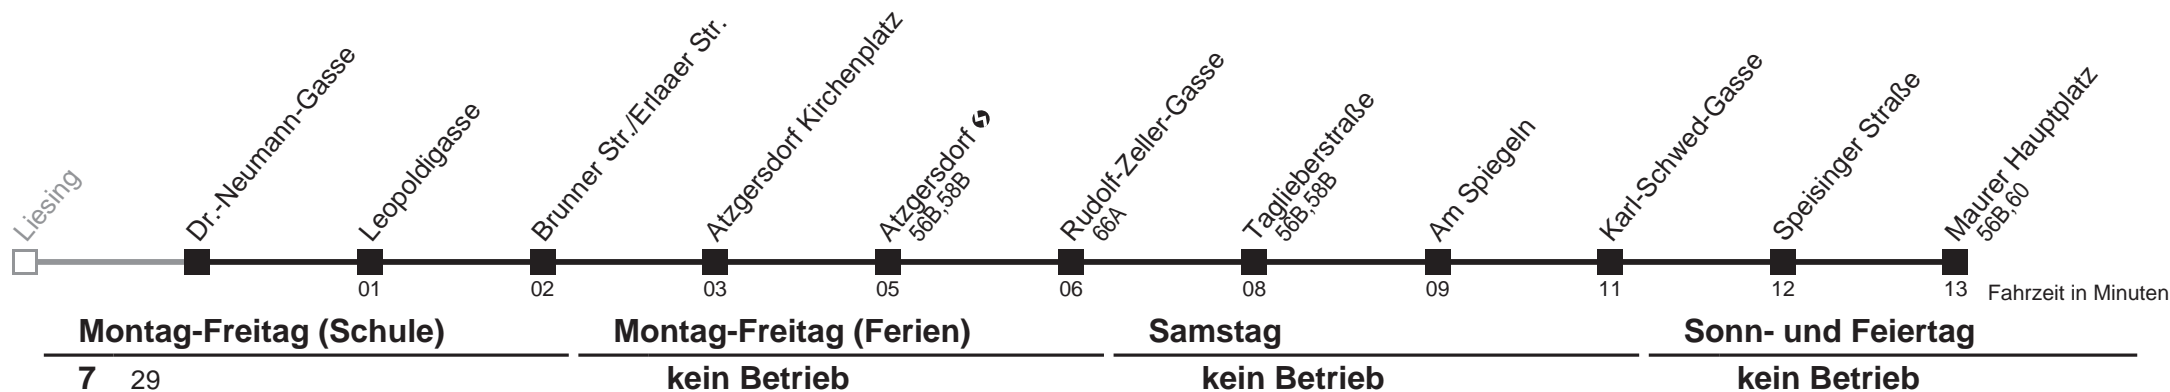 Liesing
Dr.-Neumann-Gasse
Leopoldigasse
Brunner Str./Erlaaer Str.
Atzgersdorf Kirchenplatz
Atzgersdorf
56B,58B
Rudolf-Zeller-Gasse
66A
Taglieberstraße
56B,58B
Am Spiegeln
Karl-Schwed-Gasse
Speisinger Straße
Maurer Hauptplatz
56B,60
01 02 03 05 06 08 09 11 12 13 Fahrzeit in Minuten
Montag-Freitag (Schule) Montag-Freitag (Ferien) Samstag Sonn- und Feiertag
7 29 kein Betrieb kein Betrieb kein Betrieb